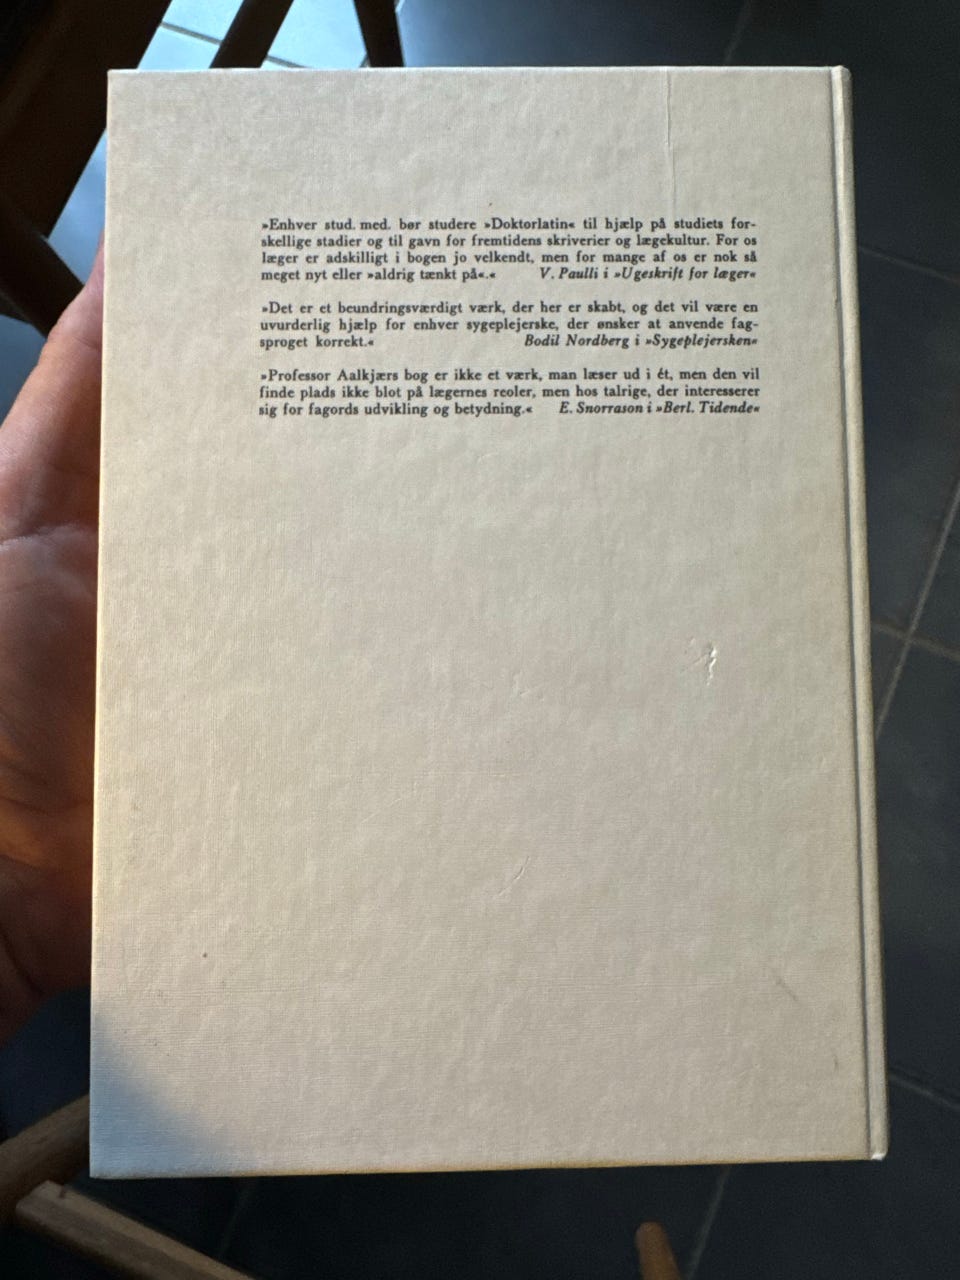 »Enhver stud. med. bør studere »Doktorlatin« til hjælp på studiets for-
skellige stadier og til gavn for fremtidens skriverier og lægekultur. For os
læger er adskilligt i bogen jo velkendt, men for mange af os er nok så
meget nyt eller »aldrig tænkt på«.« V. Paulli i »Ugeskrift for læger«
»Det er et beundringsværdigt værk, der her er skabt, og det vil være en
uvurderlig hjælp for enhver sygeplejerske, der ønsker at anvende fag-
sproget korrekt.« Bodil Nordberg i »Sygeplejersken«
»Professor Aalkjærs bog er ikke et værk, man læser ud i ét, men den vil
finde plads ikke blot på lægernes reoler, men hos talrige, der interesserer
sig for fagords udvikling og betydning.« E. Snorrason i »Berl. Tidende«